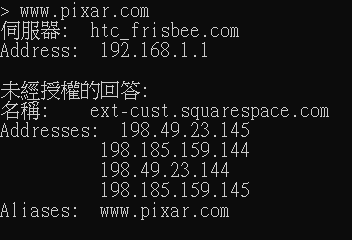 > www.pixar.com
伺服器:  htc_frisbee.com
Address:  192.168.1.1

未經授權的回答:
名稱:    ext-cust.squarespace.com
Addresses:  198.49.23.145
          198.185.159.144
          198.49.23.144
          198.185.159.145
Aliases:  www.pixar.com